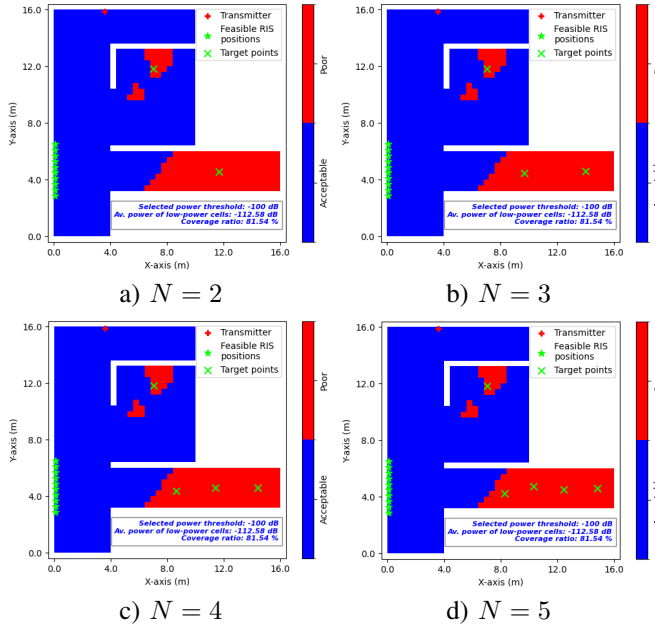 16.0
12.0
8.0
4.0
0.0
Y-axis (m)
Transmitter
Feasible RIS
positions
Target points
Selected power threshold: -100 dB
Av. power of low-power cells: -112.58 dB
Coverage ratio: 81.54 %
0.0 4.0 8.0 12.0 16.0
X-axis (m)
Poor
Acceptable
a) N = 2
16.0
12.0
8.0
4.0
0.0
Y-axis (m)
Transmitter
Feasible RIS
positions
Target points
Selected power threshold: -100 dB
Av. power of low-power cells: -112.58 dB
Coverage ratio: 81.54 %
0.0 4.0 8.0 12.0 16.0
X-axis (m)
b) N = 3
16.0
12.0
8.0
4.0
0.0
Y-axis (m)
Transmitter
Feasible RIS
positions
Target points
Selected power threshold: -100 dB
Av. power of low-power cells: -112.58 dB
Coverage ratio: 81.54 %
0.0 4.0 8.0 12.0 16.0
X-axis (m)
Poor
Acceptable
c) N = 4
16.0
12.0
8.0
4.0
0.0
Y-axis (m)
Transmitter
Feasible RIS
positions
Target points
Selected power threshold: -100 dB
Av. power of low-power cells: -112.58 dB
Coverage ratio: 81.54 %
0.0 4.0 8.0 12.0 16.0
X-axis (m)
d) N = 5